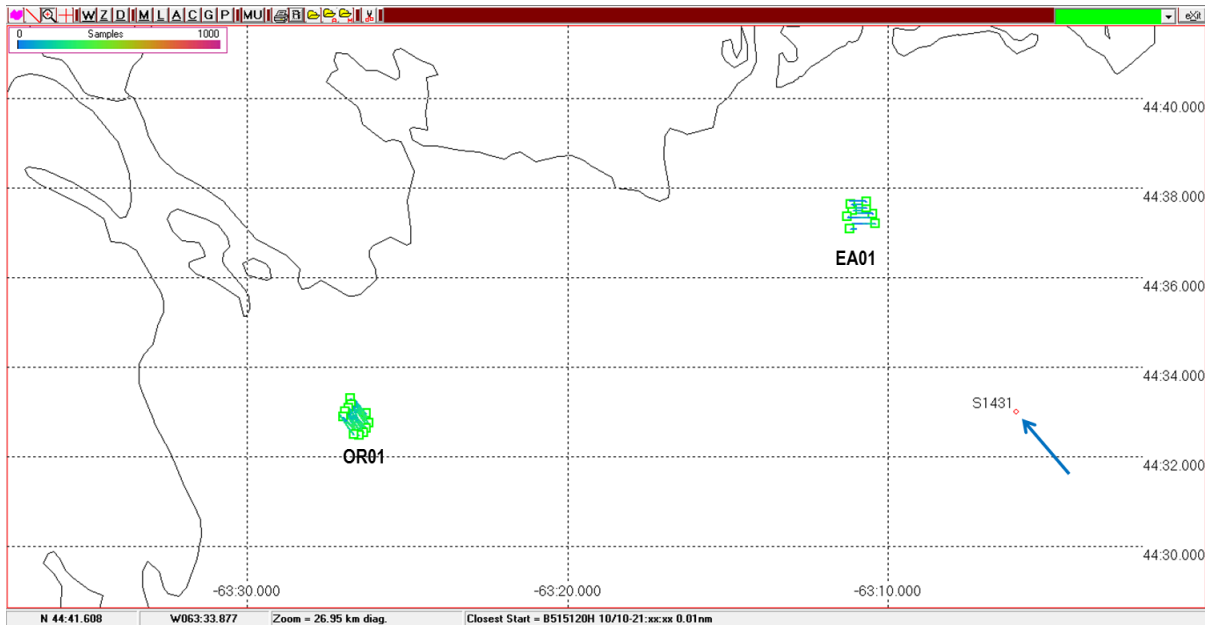 W Z D M L A C G P MU R eXit
0 Samples 1000
44:40.000
44:38.000
EA01
44:36.000
44:34.000
S1431
OR01
44:32.000
44:30.000
-63:30.000 -63:20.000 -63:10.000
N 44:41.608 W063:33.877 Zoom = 26.95 km diag. Closest Start = B515120H 10/10-21:xx:xx 0.01nm